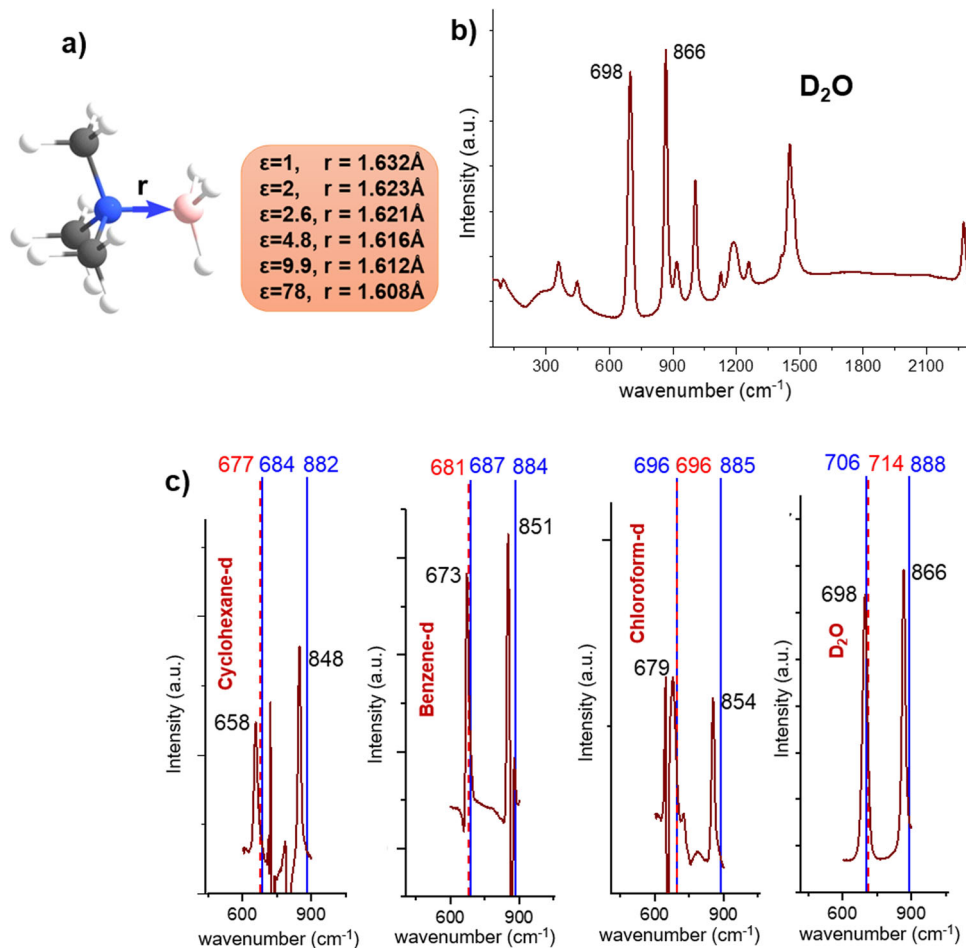 a)
r
ε=1, r = 1.632Å
ε=2, r = 1.623Å
ε=2.6, r = 1.621Å
ε=4.8, r = 1.616Å
ε=9.9, r = 1.612Å
ε=78, r = 1.608Å
b)
698
866
D₂O
Intensity (a.u.)
300 600 900 1200 1500 1800 2100
wavenumber (cm⁻¹)
c)
677 684 882
Cyclohexane-d
658
848
Intensity (a.u.)
600 900
wavenumber (cm⁻¹)
681 687 884
Benzene-d
673
851
Intensity (a.u.)
600 900
wavenumber (cm⁻¹)
696 696 885
Chloroform-d
679
854
Intensity (a.u.)
600 900
wavenumber (cm⁻¹)
706 714 888
D₂O
698
866
Intensity (a.u.)
600 900
wavenumber (cm⁻¹)